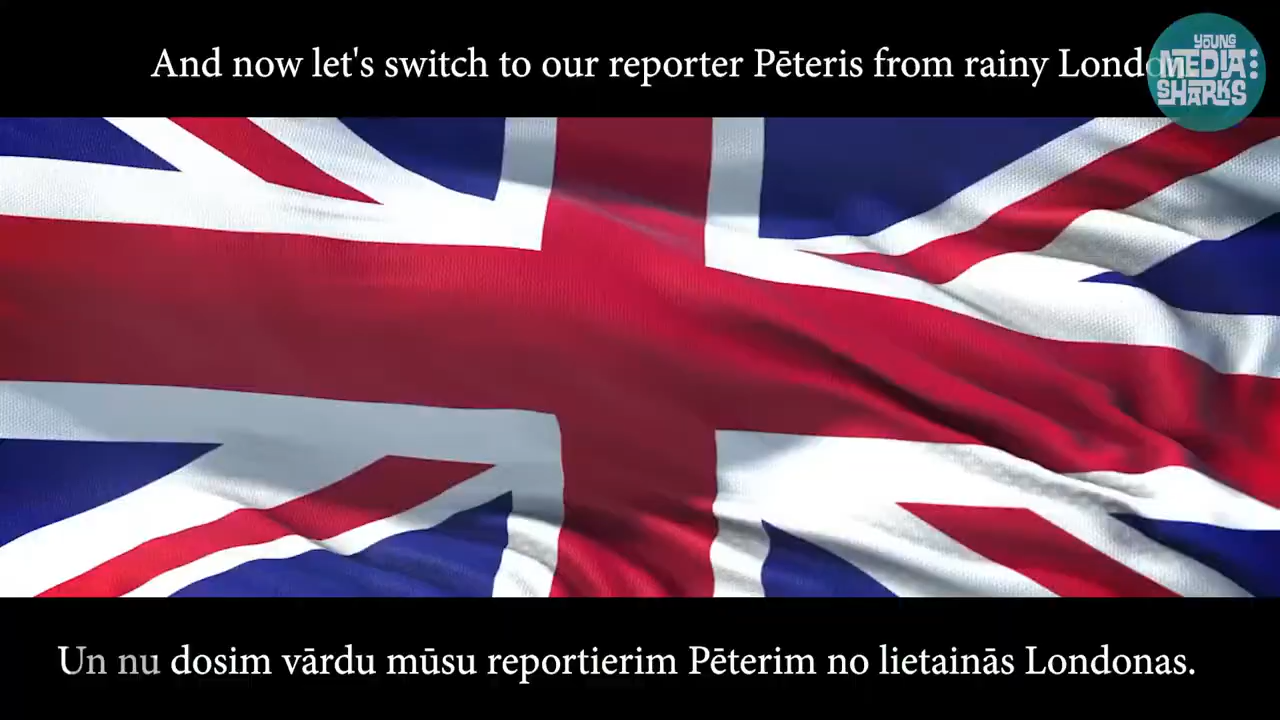 And now let's switch to our reporter Pēteris from rainy London
YOUNG
MEDIA
SHARKS
Un nu dosim vārdu mūsu reportierim Pēterim no lietainās Londonas.